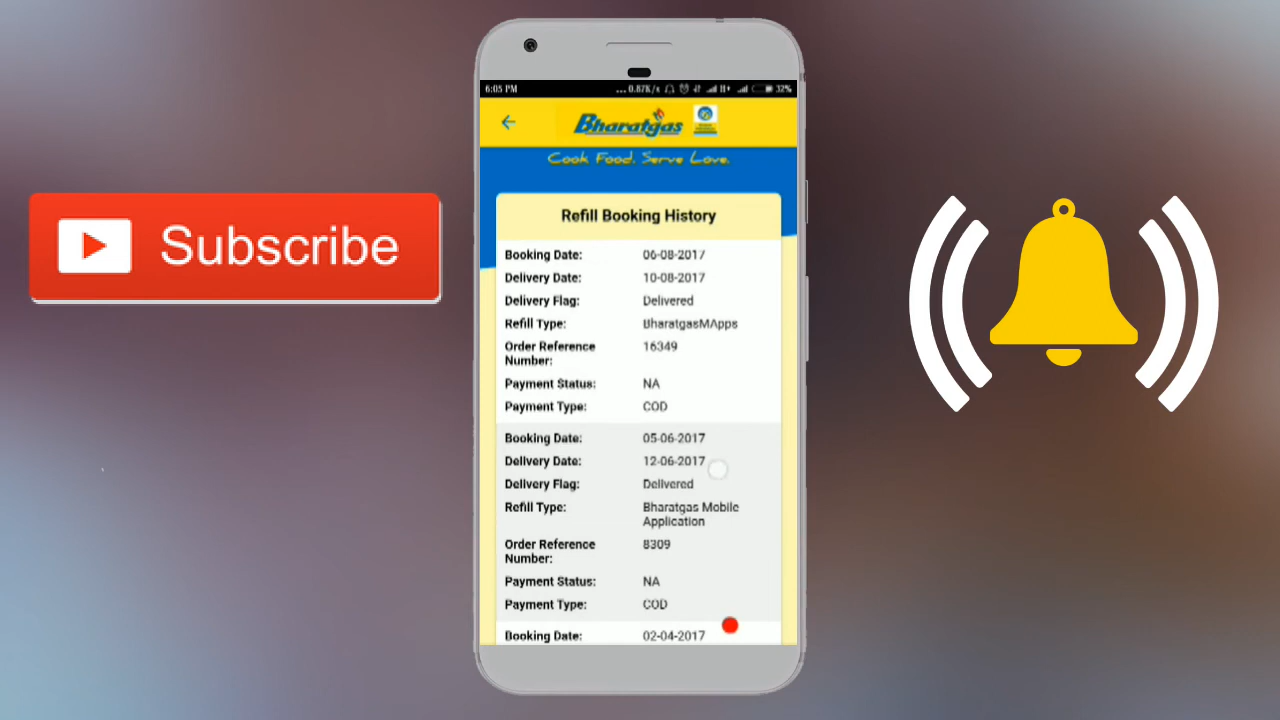 Subscribe
6:05 PM
... 0.87K/s
H+
32%
Bharatgas
Cook Food. Serve Love.
Refill Booking History
Booking Date: 06-08-2017
Delivery Date: 10-08-2017
Delivery Flag: Delivered
Refill Type: BharatgasMApps
Order Reference 16349
Number:
Payment Status: NA
Payment Type: COD
Booking Date: 05-06-2017
Delivery Date: 12-06-2017
Delivery Flag: Delivered
Refill Type: Bharatgas Mobile
Application
Order Reference 8309
Number:
Payment Status: NA
Payment Type: COD
Booking Date: 02-04-2017